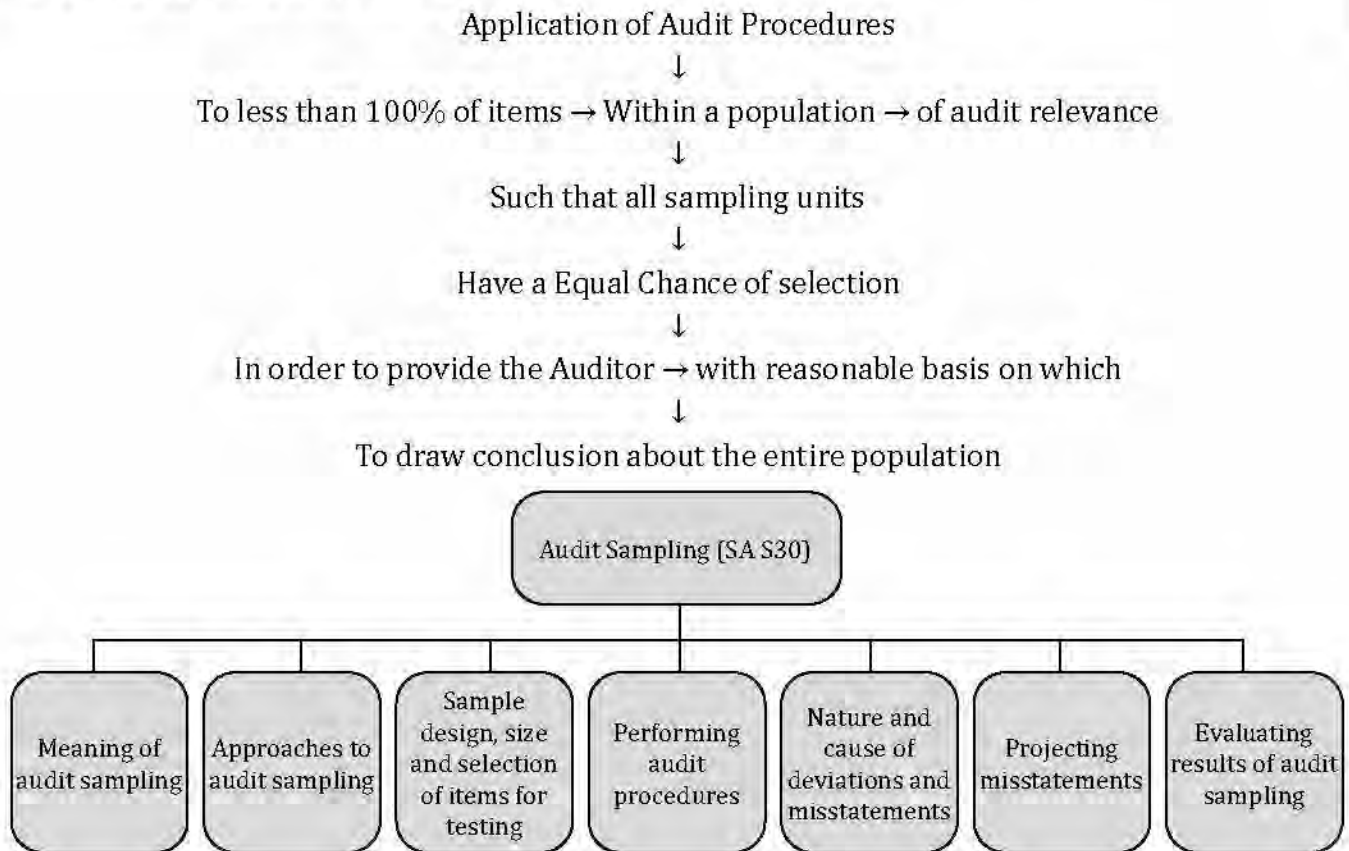 Application of Audit Procedures
↓
To less than 100% of items → Within a population → of audit relevance
↓
Such that all sampling units
↓
Have a Equal Chance of selection
↓
In order to provide the Auditor → with reasonable basis on which
↓
To draw conclusion about the entire population
Audit Sampling (SA S30)
Meaning of
audit sampling
Approaches to
audit sampling
Sample
design, size
and selection
of items for
testing
Performing
audit
procedures
Nature and
cause of
deviations and
misstatements
Projecting
misstatements
Evaluating
results of audit
sampling